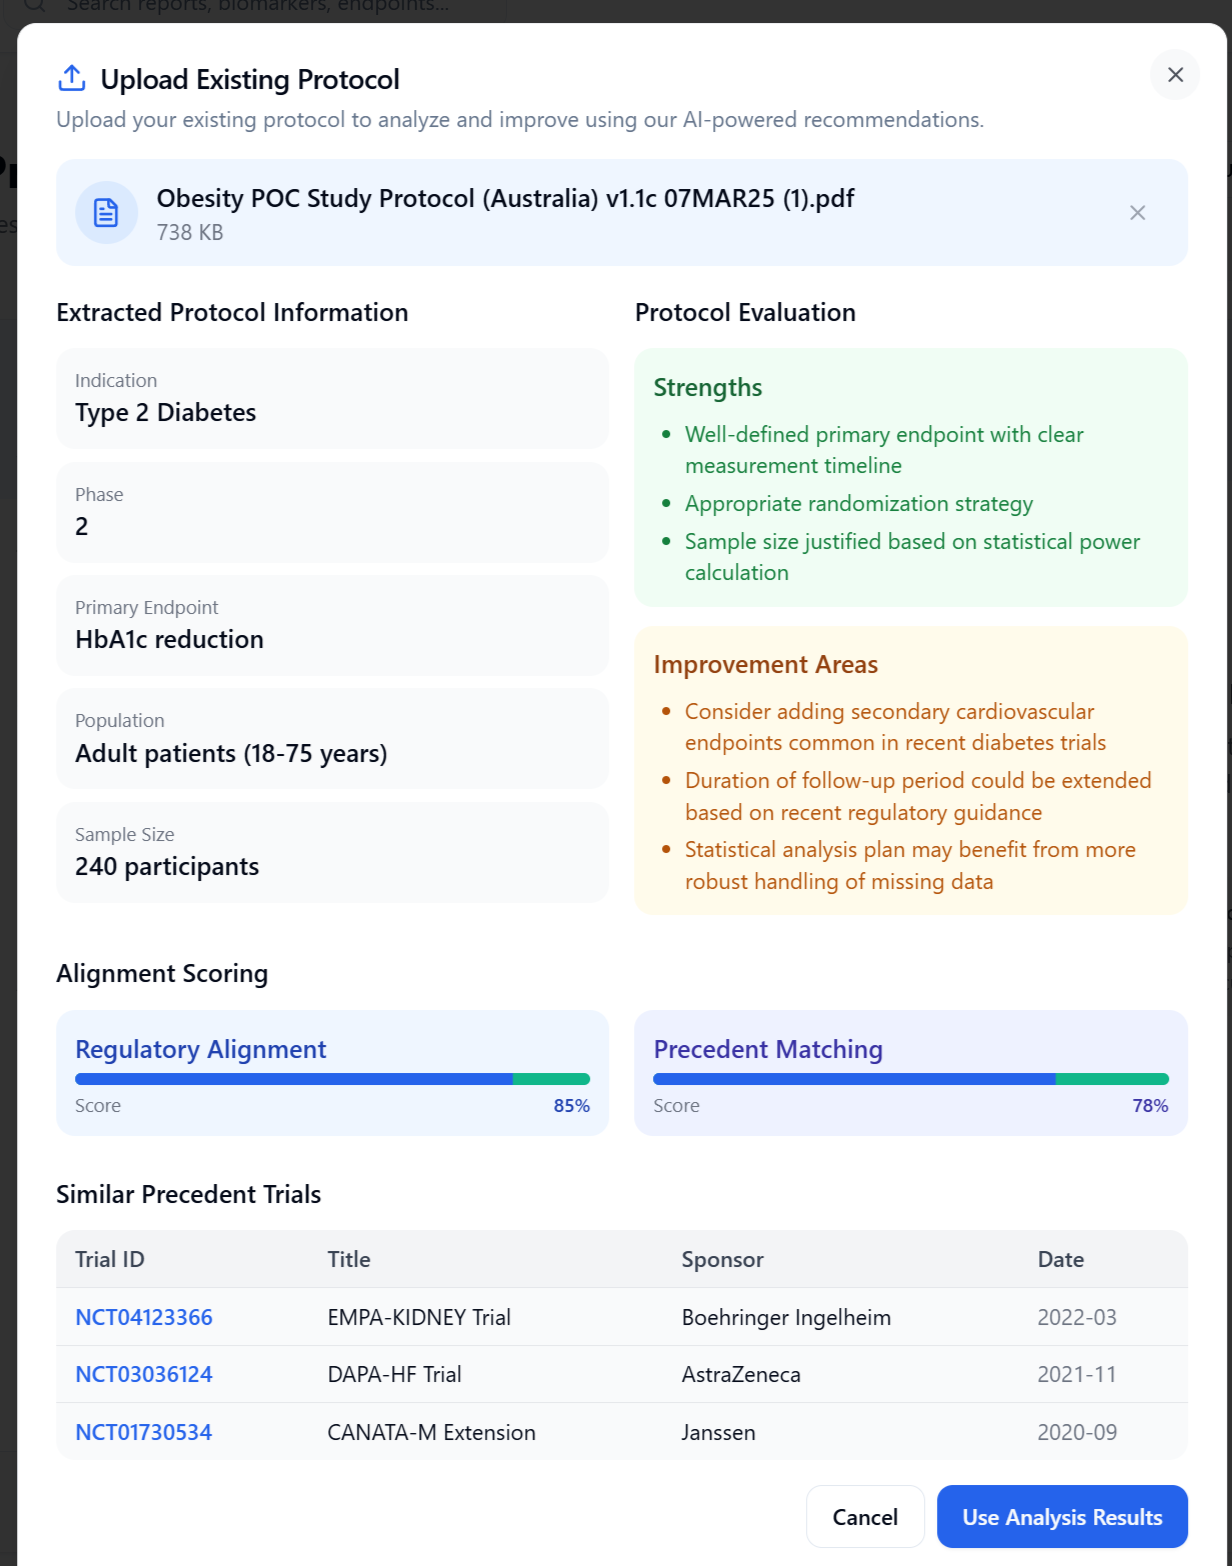 Search reports, biomarkers, endpoints...
Upload Existing Protocol
Upload your existing protocol to analyze and improve using our AI-powered recommendations.
Obesity POC Study Protocol (Australia) v1.1c 07MAR25 (1).pdf
738 KB
Extracted Protocol Information
Indication
Type 2 Diabetes
Phase
2
Primary Endpoint
HbA1c reduction
Population
Adult patients (18-75 years)
Sample Size
240 participants
Protocol Evaluation
Strengths
• Well-defined primary endpoint with clear
measurement timeline
• Appropriate randomization strategy
• Sample size justified based on statistical power
calculation
Improvement Areas
• Consider adding secondary cardiovascular
endpoints common in recent diabetes trials
• Duration of follow-up period could be extended
based on recent regulatory guidance
• Statistical analysis plan may benefit from more
robust handling of missing data
Alignment Scoring
Regulatory Alignment
Score 85%
Precedent Matching
Score 78%
Similar Precedent Trials
Trial ID Title Sponsor Date
NCT04123366 EMPA-KIDNEY Trial Boehringer Ingelheim 2022-03
NCT03036124 DAPA-HF Trial AstraZeneca 2021-11
NCT01730534 CANATA-M Extension Janssen 2020-09
Cancel
Use Analysis Results